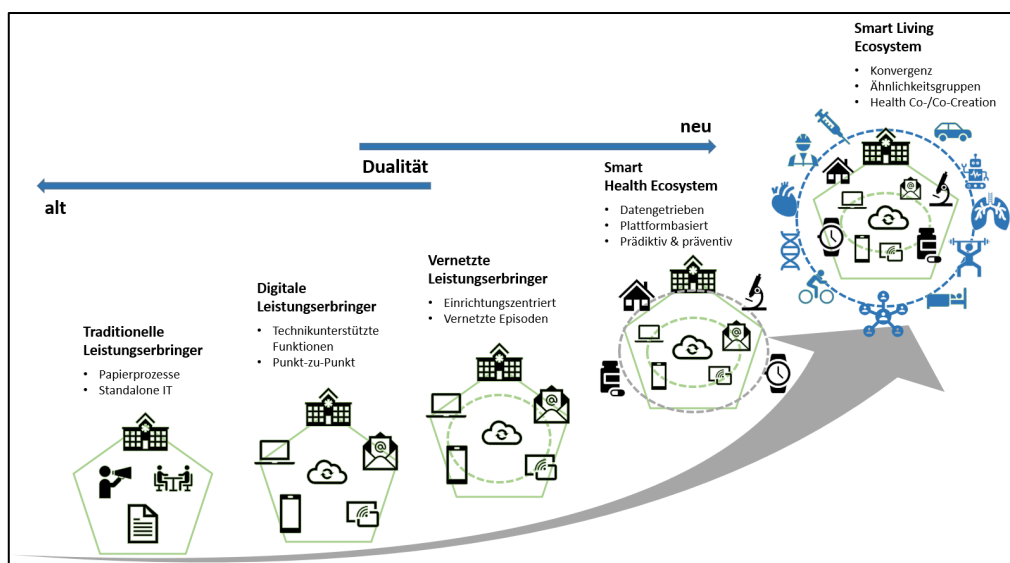 Smart Living
Ecosystem
• Konvergenz
• Ähnlichkeitsgruppen
• Health Co-/Co-Creation
neu
Dualität
alt
Smart
Health Ecosystem
• Datengetrieben
• Plattformbasiert
• Prädiktiv & präventiv
Vernetzte
Leistungserbringer
• Einrichtungszentriert
• Vernetzte Episoden
Digitale
Leistungserbringer
• Technikunterstützte
Funktionen
• Punkt-zu-Punkt
Traditionelle
Leistungserbringer
• Papierprozesse
• Standalone IT